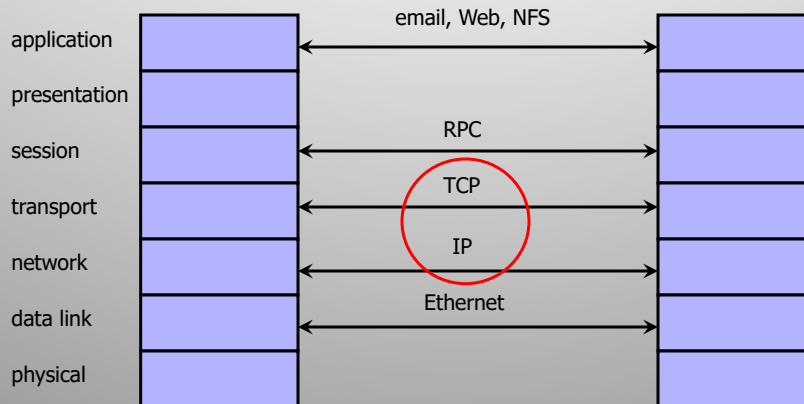 email, Web, NFS
application
presentation
RPC
session
TCP
transport
IP
network
Ethernet
data link
physical